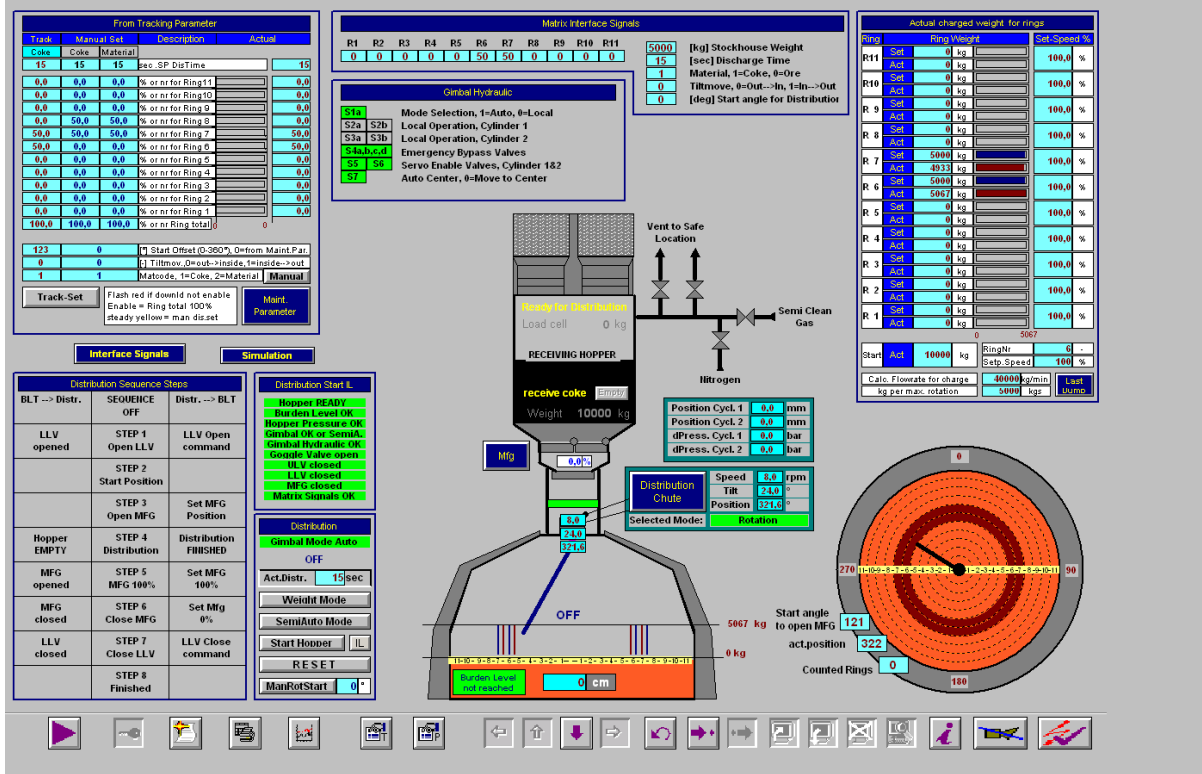 From Tracking Parameter
Track Manual Set Description Actual
Coke Coke Material
15 15 15 sec .SP DisTime 15
0,0 0,0 0,0 % or nr for Ring11 0,0
0,0 0,0 0,0 % or nr for Ring10 0,0
0,0 0,0 0,0 % or nr for Ring 9 0,0
0,0 50,0 50,0 % or nr for Ring 8 0,0
50,0 50,0 50,0 % or nr for Ring 7 50,0
50,0 0,0 0,0 % or nr for Ring 6 50,0
0,0 0,0 0,0 % or nr for Ring 5 0,0
0,0 0,0 0,0 % or nr for Ring 4 0,0
0,0 0,0 0,0 % or nr for Ring 3 0,0
0,0 0,0 0,0 % or nr for Ring 2 0,0
0,0 0,0 0,0 % or nr for Ring 1 0,0
100,0 100,0 100,0 % or nr Ring total 0 0
123 0 [°] Start Offset (0-360°), 0=from Maint.Par.
0 0 [-] Tiltmov.,0=out-->inside,1=inside-->out
1 1 Matcode, 1=Coke, 2=Material Manual
Track-Set
Flash red if downld not enable
Enable = Ring total 100%
steady yellow = man dis.set
Maint.
Parameter
Interface Signals
Simulation
Matrix Interface Signals
R1 R2 R3 R4 R5 R6 R7 R8 R9 R10 R11
0 0 0 0 0 50 50 0 0 0 0
5000 [kg] Stockhouse Weight
15 [sec] Discharge Time
1 Material, 1=Coke, 0=Ore
0 Tiltmove, 0=Out-->In, 1=In-->Out
0 [deg] Start angle for Distribution
Gimbal Hydraulic
S1a Mode Selection, 1=Auto, 0=Local
S2a S2b Local Operation, Cylinder 1
S3a S3b Local Operation, Cylinder 2
S4a,b,c,d Emergency Bypass Valves
S5 S6 Servo Enable Valves, Cylinder 1&2
S7 Auto Center, 0=Move to Center
Actual charged weight for rings
Ring Ring Weight Set-Speed %
R11 Set 0 kg 100,0 %
Act 0 kg
R10 Set 0 kg 100,0 %
Act 0 kg
R 9 Set 0 kg 100,0 %
Act 0 kg
R 8 Set 0 kg 100,0 %
Act 0 kg
R 7 Set 5000 kg 100,0 %
Act 4933 kg
R 6 Set 5000 kg 100,0 %
Act 5067 kg
R 5 Set 0 kg 100,0 %
Act 0 kg
R 4 Set 0 kg 100,0 %
Act 0 kg
R 3 Set 0 kg 100,0 %
Act 0 kg
R 2 Set 0 kg 100,0 %
Act 0 kg
R 1 Set 0 kg 100,0 %
Act 0 kg
0 5067
Start Act 10000 kg
RingNr 6 -
Setp.Speed 100 %
Calc. Flowrate for charge 40000 kg/min
kg per max. rotation 5000 kgs
Last
Dump
Vent to Safe
Location
Semi Clean
Gas
Nitrogen
Ready for Distribution
Load cell 0 kg
RECEIVING HOPPER
receive coke Empty
Weight 10000 kg
Mfg
0,0 %
Position Cycl. 1 0,0 mm
Position Cycl. 2 0,0 mm
dPress. Cycl. 1 0,0 bar
dPress. Cycl. 2 0,0 bar
Distribution
Chute
Speed 8,0 rpm
Tilt 24,0 °
Position 321,6 °
Selected Mode: Rotation
8,0
24,0
321,6
OFF
5067 kg
0 kg
11-10-9-8-7-6-5-4-3-2-1--1-2-3-4-5-6-7-8-9-10-11
Burden Level
not reached
0 cm
Distribution Sequence Steps
BLT --> Distr. SEQUENCE OFF Distr. --> BLT
LLV opened STEP 1 Open LLV LLV Open command
STEP 2 Start Position
STEP 3 Open MFG Set MFG Position
Hopper EMPTY STEP 4 Distribution Distribution FINISHED
MFG opened STEP 5 MFG 100% Set MFG 100%
MFG closed STEP 6 Close MFG Set Mfg 0%
LLV closed STEP 7 Close LLV LLV Close command
STEP 8 Finished
Distribution Start IL
Hopper READY
Burden Level OK
Hopper Pressure OK
Gimbal OK or SemiA.
Gimbal Hydraulic OK
Goggle Valve open
ULV closed
LLV closed
MFG closed
Matrix Signals OK
Distribution
Gimbal Mode Auto
OFF
Act.Distr. 15 sec
Weight Mode
SemiAuto Mode
Start Hopper IL
R E S E T
ManRotStart 0 °
0
270 11-10-9-8-7-6-5-4-3-2-1 1-2-3-4-5-6-7-8-9-10-11 90
180
Start angle
to open MFG 121
act.position 322
Counted Rings 0